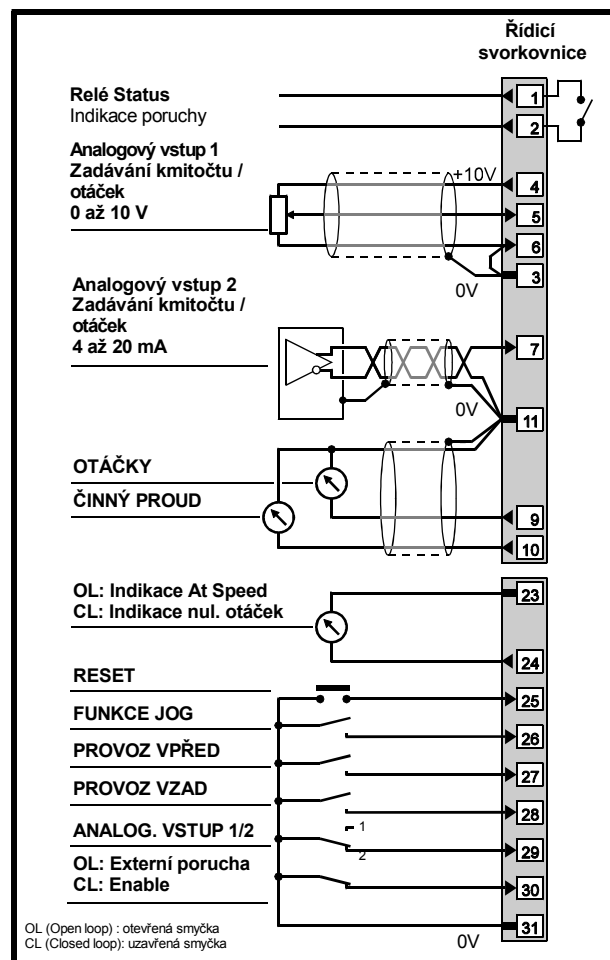 Řídicí
svorkovnice
Relé Status
Indikace poruchy
1
2
Analogový vstup 1
Zadávání kmitočtu /
otáček
0 až 10 V
+10V
4
5
6
3
0V
Analogový vstup 2
Zadávání kmitočtu /
otáček
4 až 20 mA
7
0V
11
OTÁČKY
ČINNÝ PROUD
9
10
OL: Indikace At Speed
CL: Indikace nul. otáček
23
24
RESET
25
FUNKCE JOG
26
PROVOZ VPŘED
27
PROVOZ VZAD
28
ANALOG. VSTUP 1/2
1
2
29
OL: Externí porucha
CL: Enable
30
31
0V
OL (Open loop) : otevřená smyčka
CL (Closed loop): uzavřená smyčka